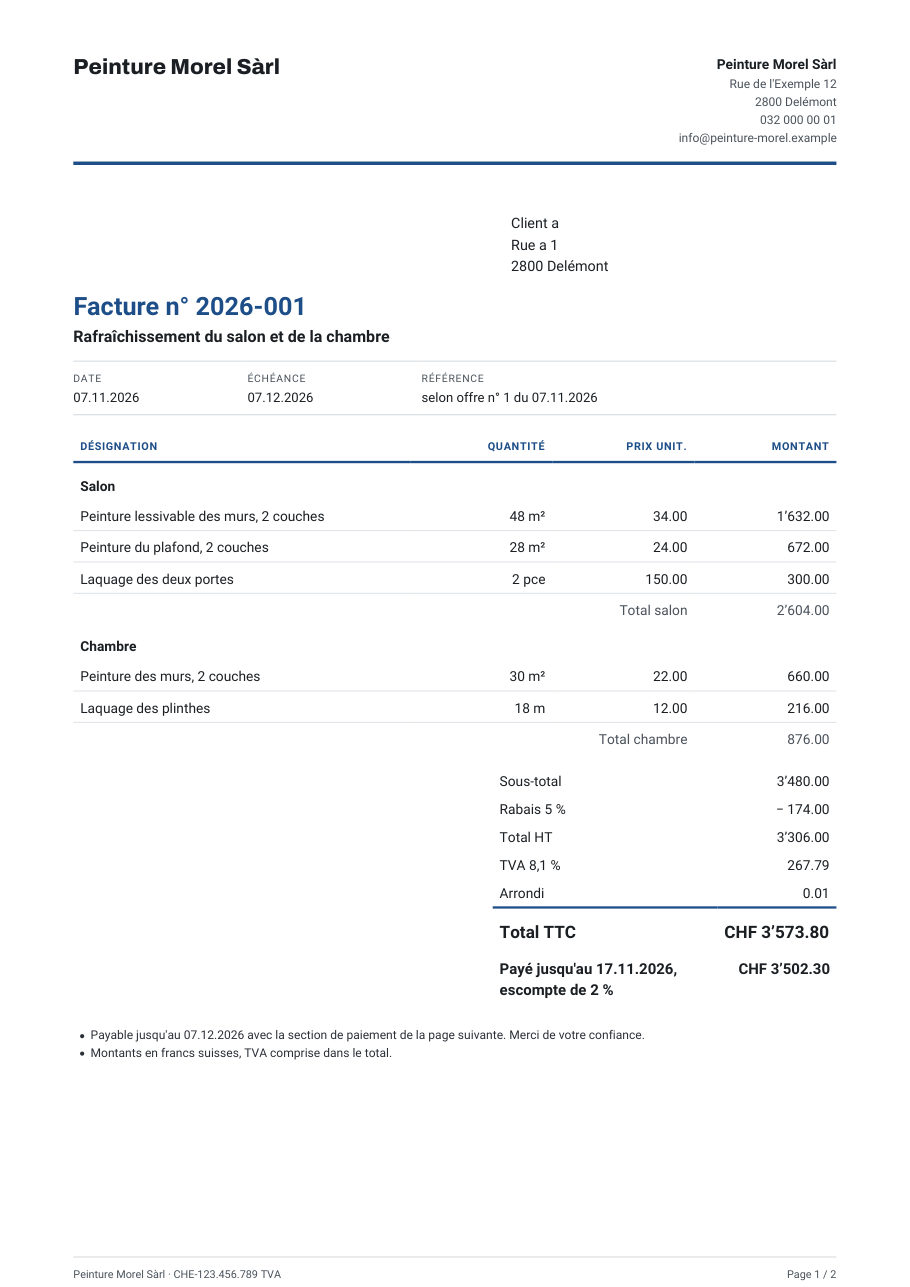 Peinture Morel Sàrl
Peinture Morel Sàrl
Rue de l'Exemple 12
2800 Delémont
032 000 00 01
info@peinture-morel.example
Client a
Rue a 1
2800 Delémont
Facture n° 2026-001
Rafraîchissement du salon et de la chambre
DATE ÉCHÉANCE RÉFÉRENCE
07.11.2026 07.12.2026 selon offre n° 1 du 07.11.2026
DÉSIGNATION QUANTITÉ PRIX UNIT. MONTANT
Salon
Peinture lessivable des murs, 2 couches 48 m² 34.00 1’632.00
Peinture du plafond, 2 couches 28 m² 24.00 672.00
Laquage des deux portes 2 pce 150.00 300.00
Total salon 2’604.00
Chambre
Peinture des murs, 2 couches 30 m² 22.00 660.00
Laquage des plinthes 18 m 12.00 216.00
Total chambre 876.00
Sous-total 3’480.00
Rabais 5 % − 174.00
Total HT 3’306.00
TVA 8,1 % 267.79
Arrondi 0.01
Total TTC CHF 3’573.80
Payé jusqu'au 17.11.2026, CHF 3’502.30
escompte de 2 %
• Payable jusqu'au 07.12.2026 avec la section de paiement de la page suivante. Merci de votre confiance.
• Montants en francs suisses, TVA comprise dans le total.
Peinture Morel Sàrl · CHE-123.456.789 TVA Page 1 / 2